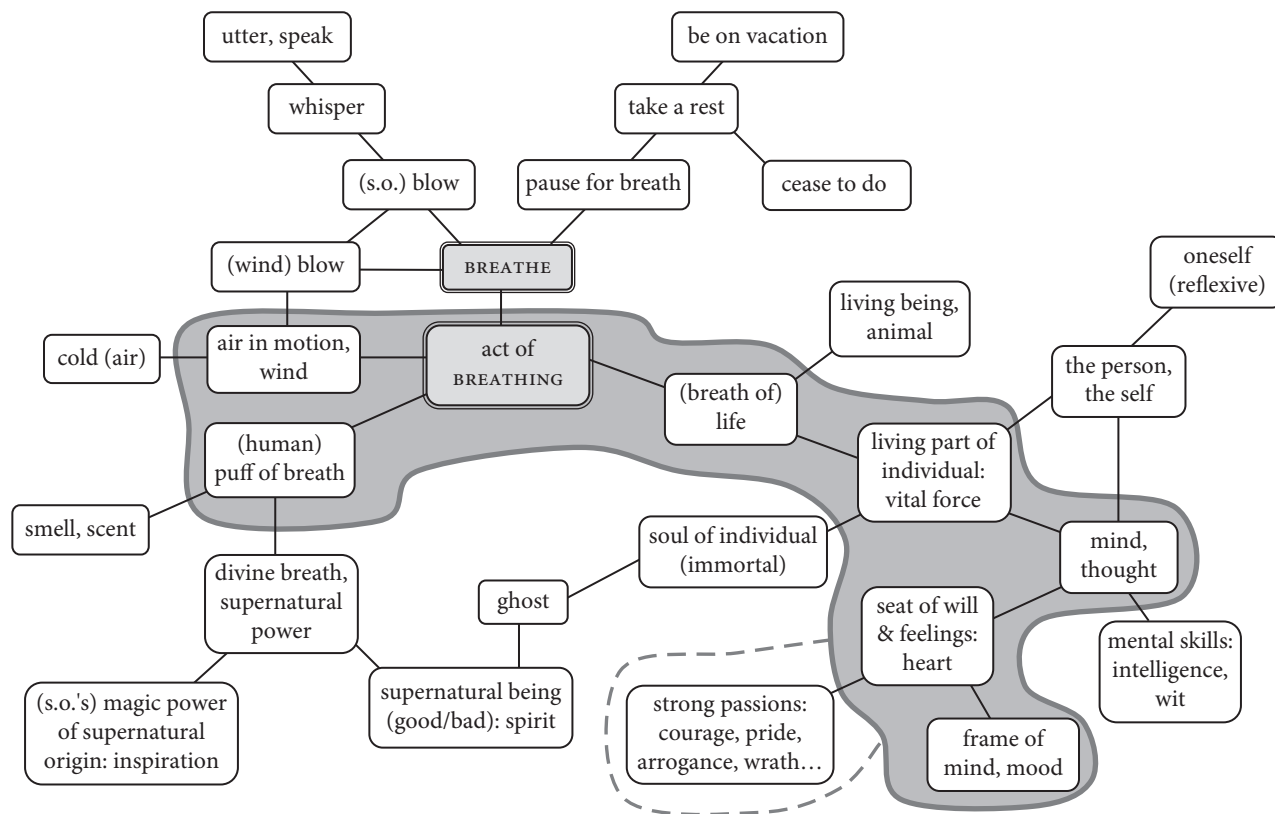 utter, speak
be on vacation
whisper
take a rest
(s.o.) blow
pause for breath
cease to do
(wind) blow
BREATHE
oneself
(reflexive)
living being,
animal
cold (air)
air in motion,
wind
act of
BREATHING
the person,
the self
(breath of)
life
(human)
puff of breath
living part of
individual:
vital force
smell, scent
soul of individual
(immortal)
mind,
thought
divine breath,
supernatural
power
ghost
seat of will
& feelings:
heart
mental skills:
intelligence,
wit
(s.o.'s) magic power
of supernatural
origin: inspiration
supernatural being
(good/bad): spirit
strong passions:
courage, pride,
arrogance, wrath…
frame of
mind, mood